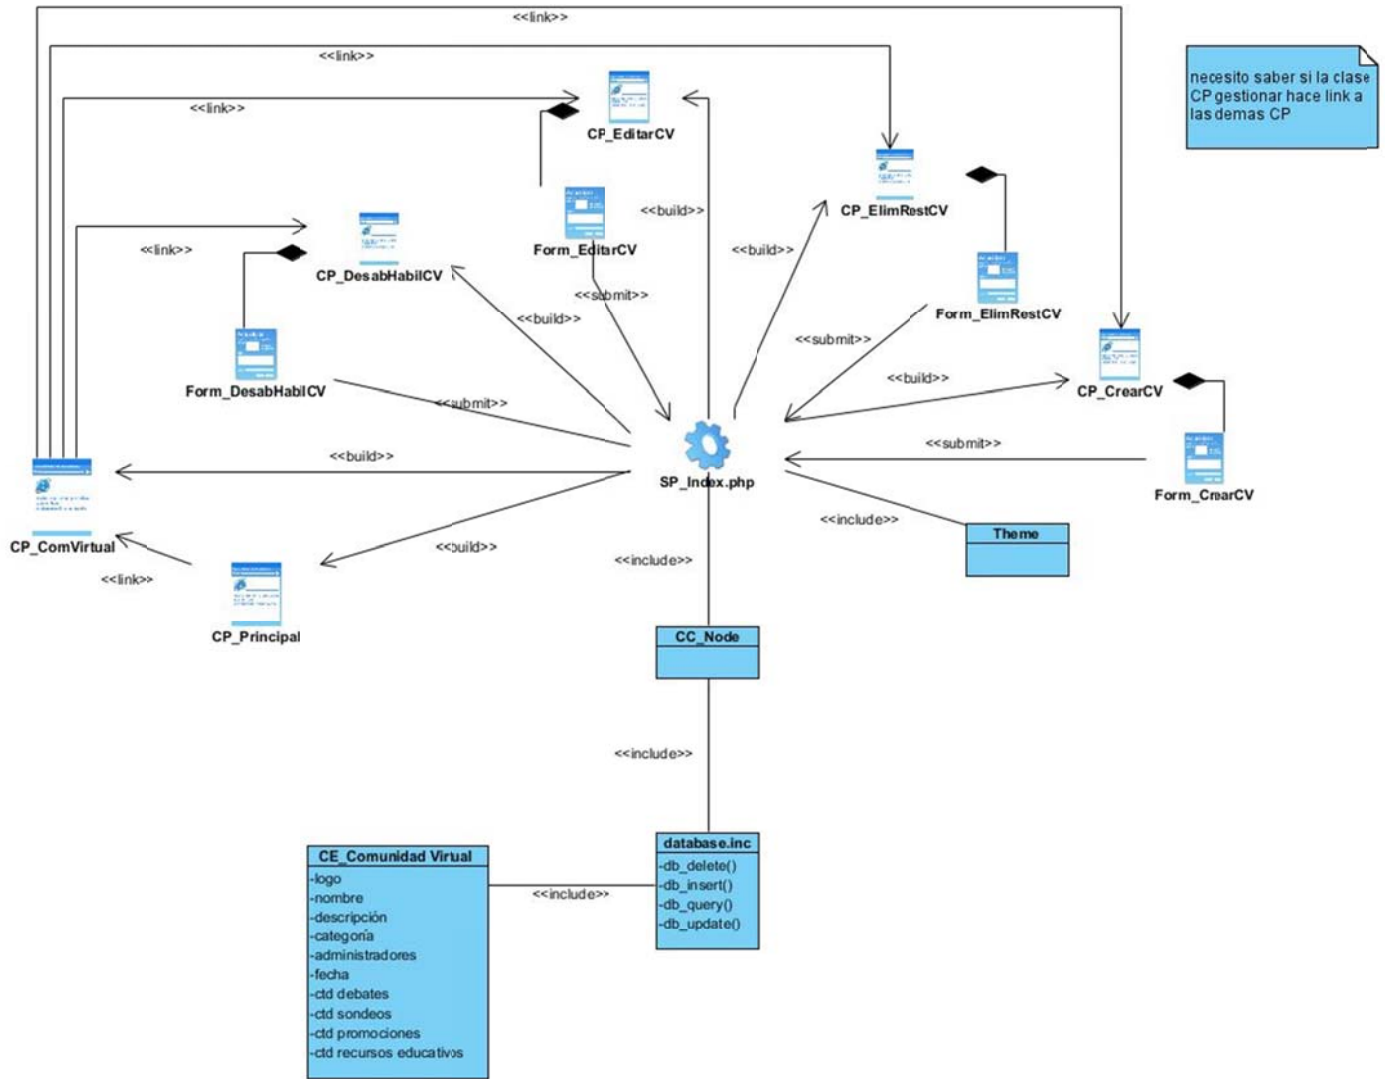 <<link>>
<<link>>
necesito saber si la clase
CP gestionar hace link a
las demas CP
<<link>>
CP_EditarCV
CP_ElimRestCV
<<build>>
<<link>>
Form_EditarCV
<<build>>
CP_DesabHabilCV
<<submit>>
Form_ElimRestCV
<<build>>
<<submit>>
<<build>>
Form_DesabHabilCV
CP_CrearCV
<<submit>>
<<submit>>
<<build>>
SP_Index.php
Form_CrearCV
<<include>>
Theme
CP_ComVirtual
<<build>>
<<include>>
<<link>>
CP_Principal
CC_Node
<<include>>
database.inc
-db_delete()
-db_insert()
-db_query()
-db_update()
CE_Comunidad Virtual
-logo
-nombre
-descripción
-categoría
-administradores
-fecha
-ctd debates
-ctd sondeos
-ctd promociones
-ctd recursos educativos
<<include>>